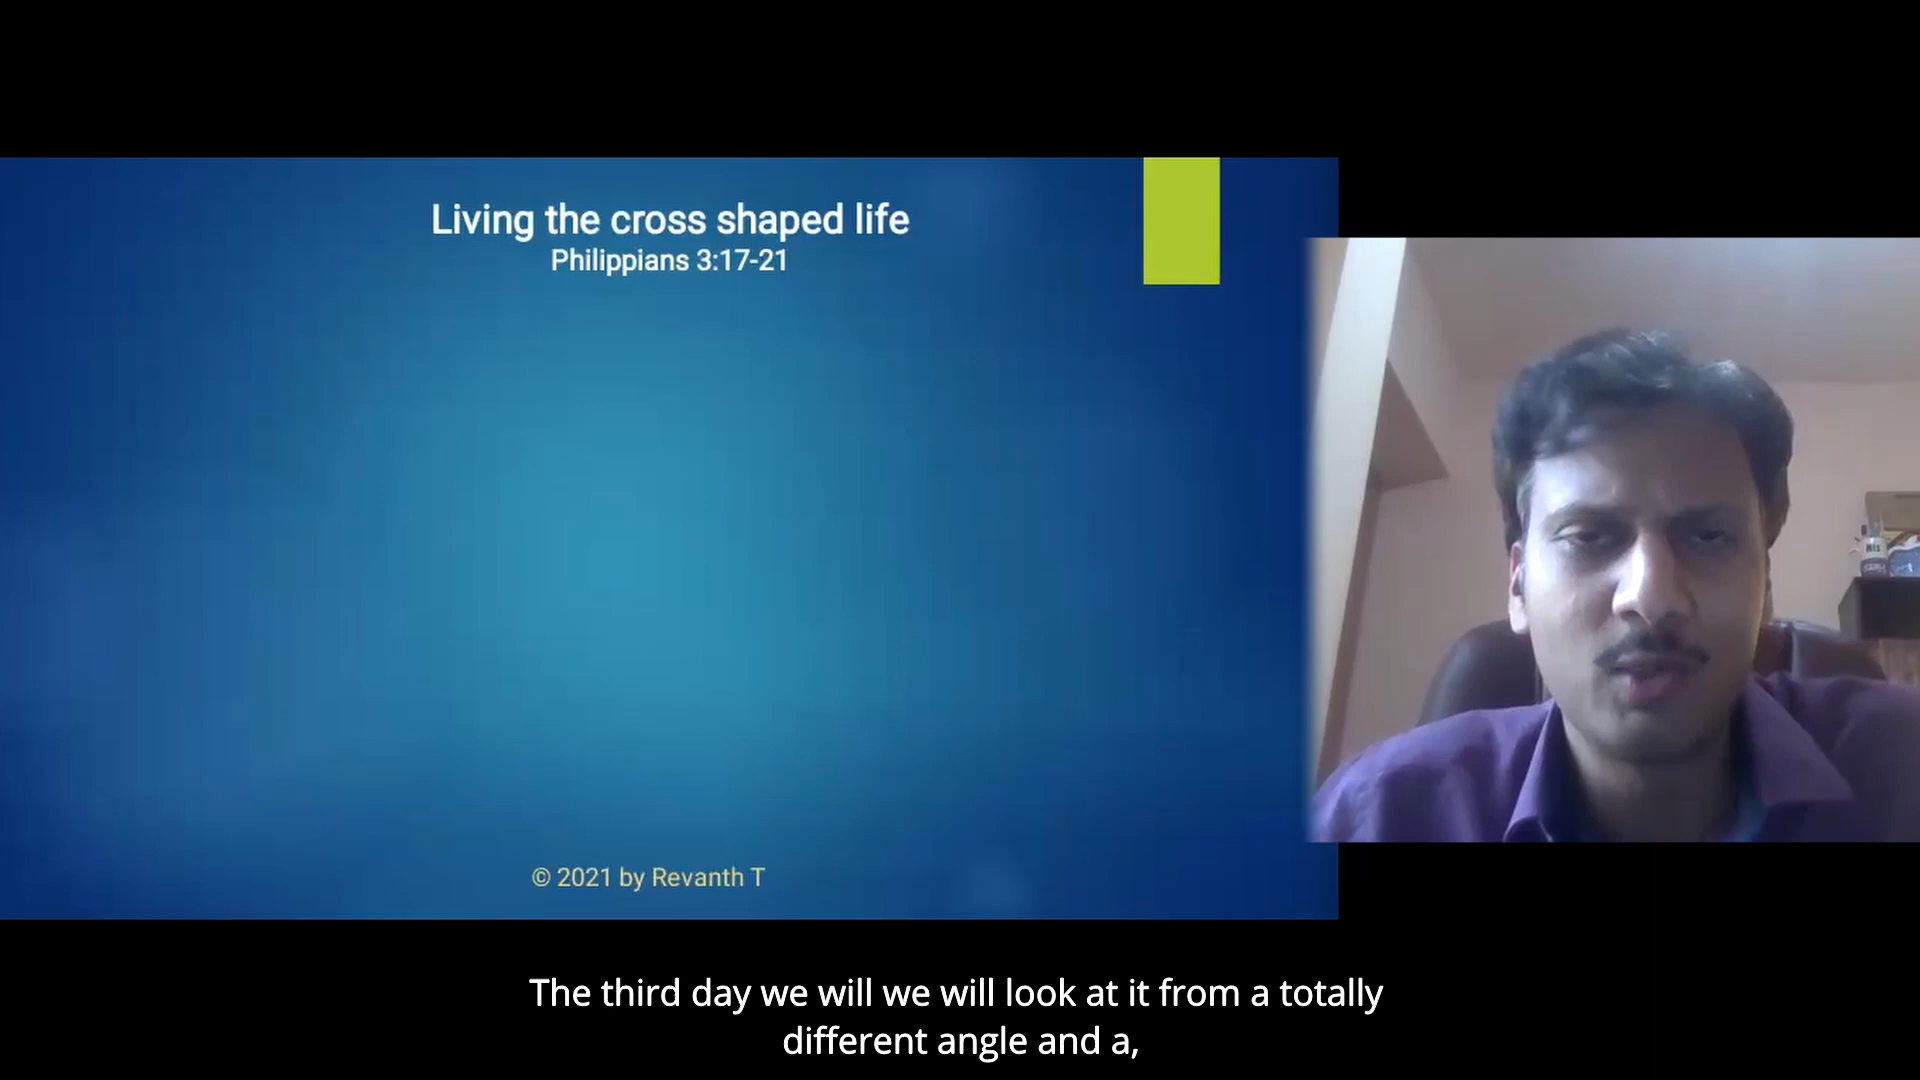 Living the cross shaped life
Philippians 3:17-21
HIS
© 2021 by Revanth T
The third day we will we will look at it from a totally
different angle and a,